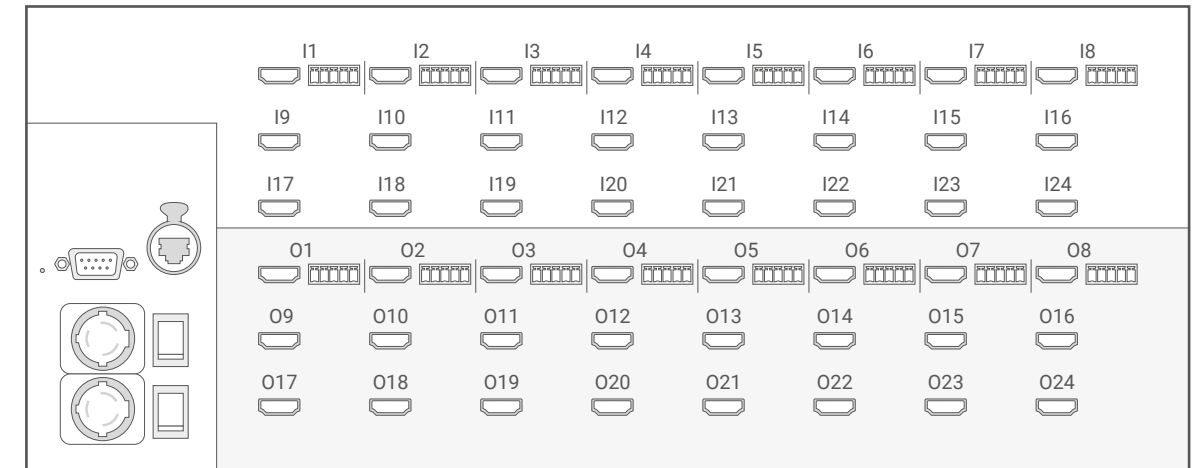 I1 I2 I3 I4 I5 I6 I7 I8
I9 I10 I11 I12 I13 I14 I15 I16
I17 I18 I19 I20 I21 I22 I23 I24
O1 O2 O3 O4 O5 O6 O7 O8
O9 O10 O11 O12 O13 O14 O15 O16
O17 O18 O19 O20 O21 O22 O23 O24